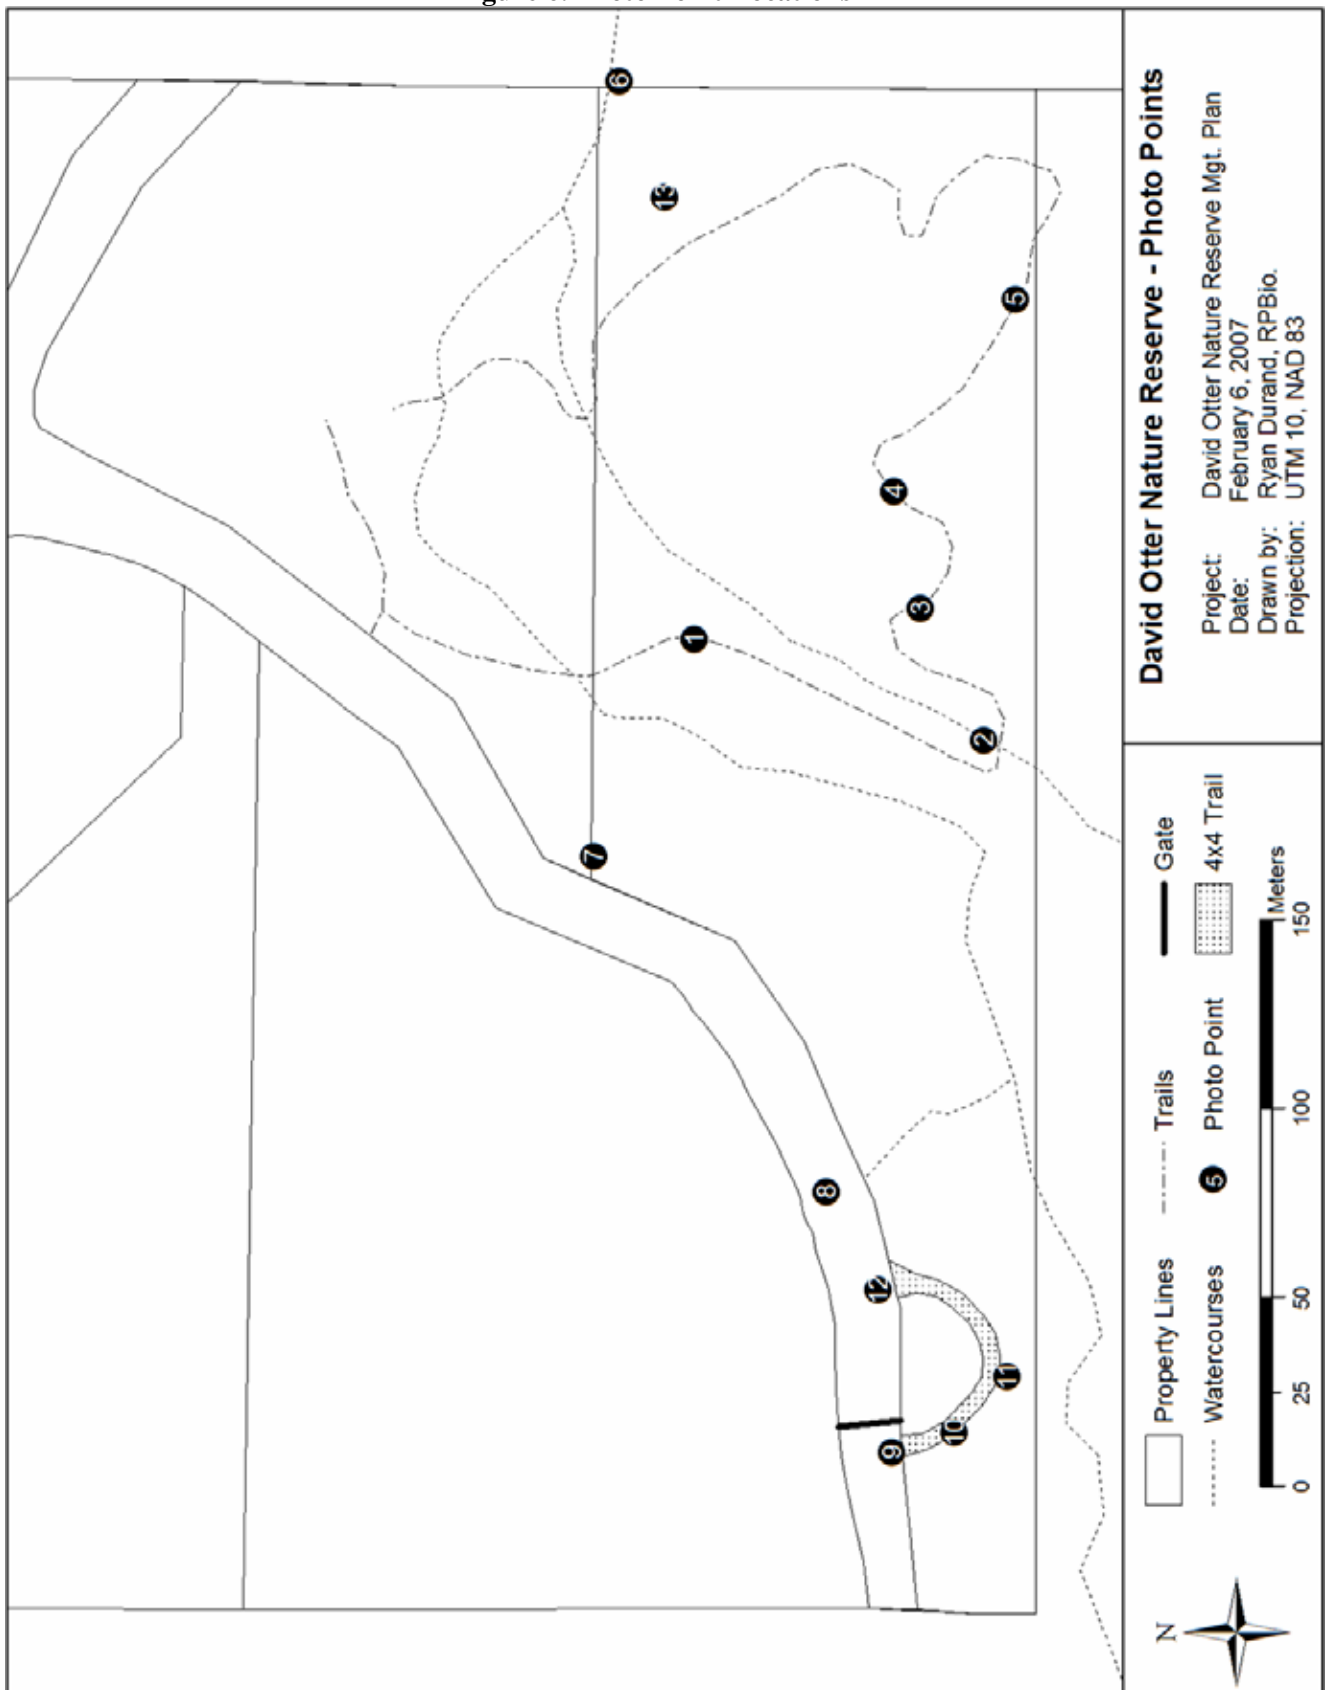 6
13
5
4
3
1
2
7
8
12
11
10
9
David Otter Nature Reserve - Photo Points
Project: David Otter Nature Reserve Mgt. Plan
Date: February 6, 2007
Drawn by: Ryan Durand, RPBio.
Projection: UTM 10, NAD 83
N
Property Lines
Trails
Gate
Watercourses
5 Photo Point
4x4 Trail
0 25 50 100 150
Meters